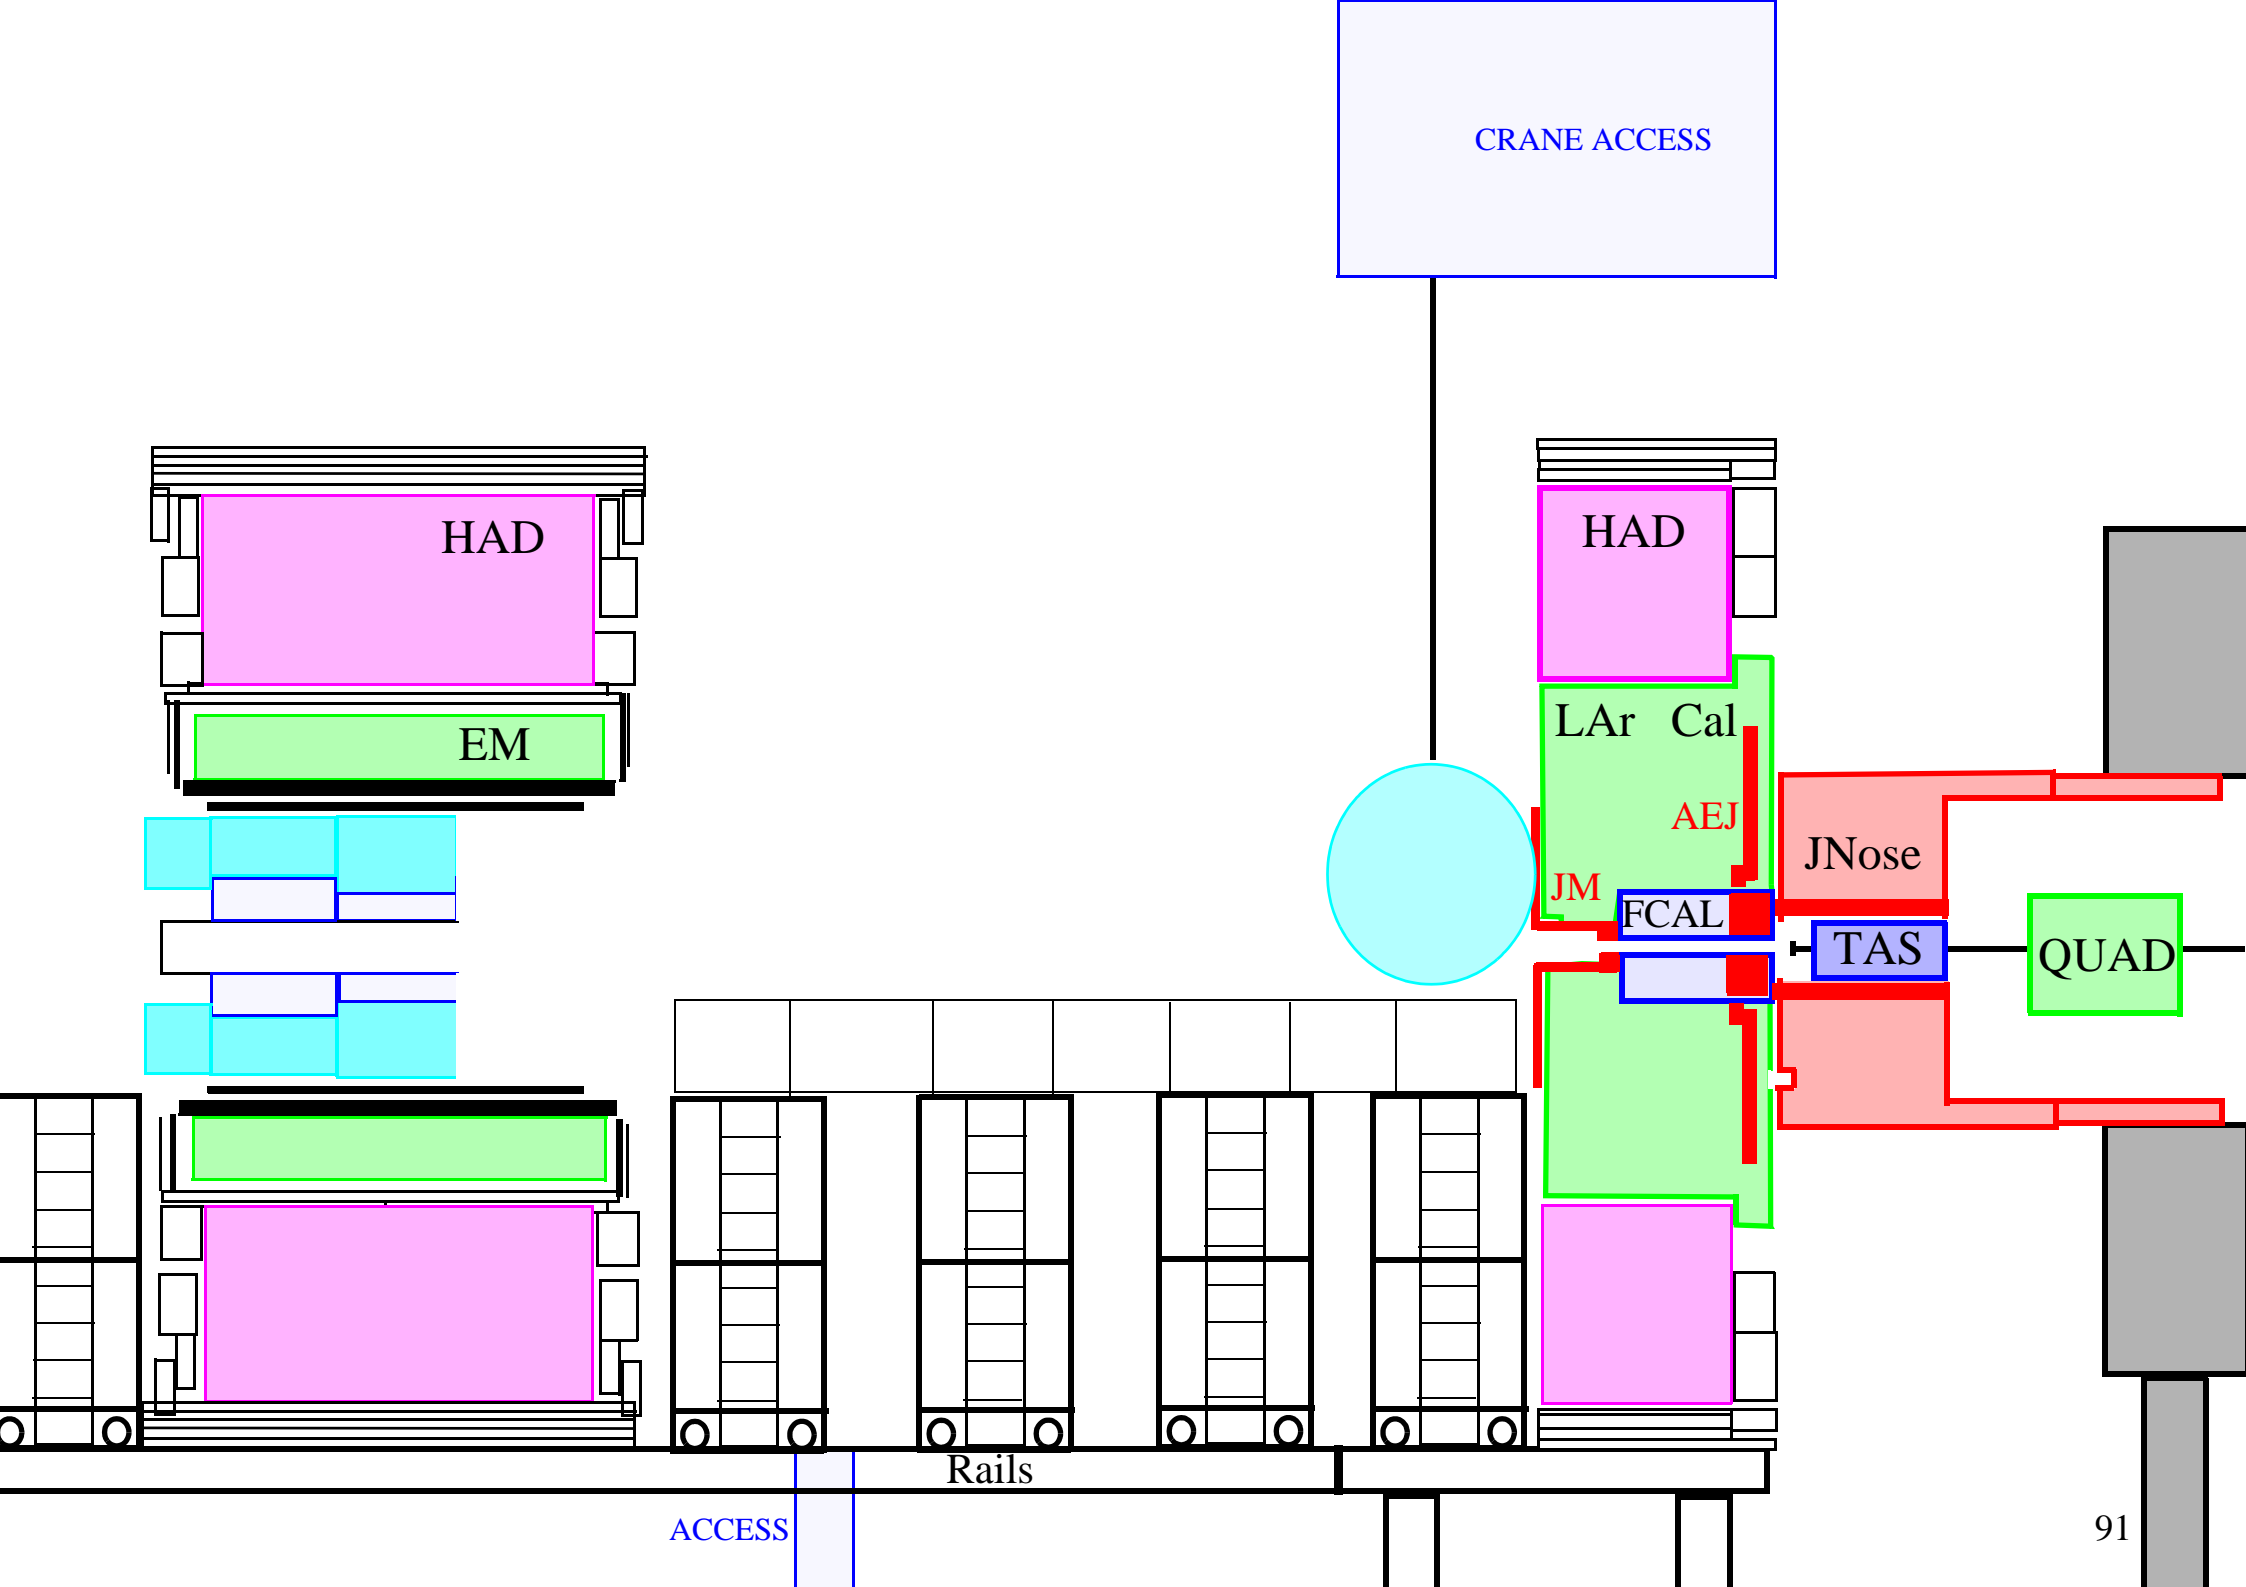 CRANE ACCESS
HAD
HAD
EM
LAr Cal
AEJ
JNose
JM
FCAL
TAS
QUAD
Rails
ACCESS
91